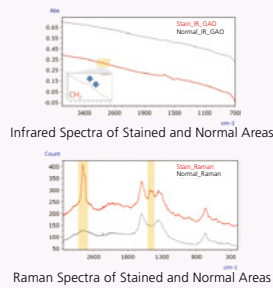 Abs
Stain_IR_GAO
Normal_IR_GAO
0.65
0.55
0.45
0.35
0.25
0.15
0.05
-0.05
CH2
3400 2900 1900 1500 1100 700
cm-1
Infrared Spectra of Stained and Normal Areas
Count
Stain_Raman
Normal_Raman
400
350
300
250
200
150
100
50
2600 1800 1300 800 300
cm-1
Raman Spectra of Stained and Normal Areas